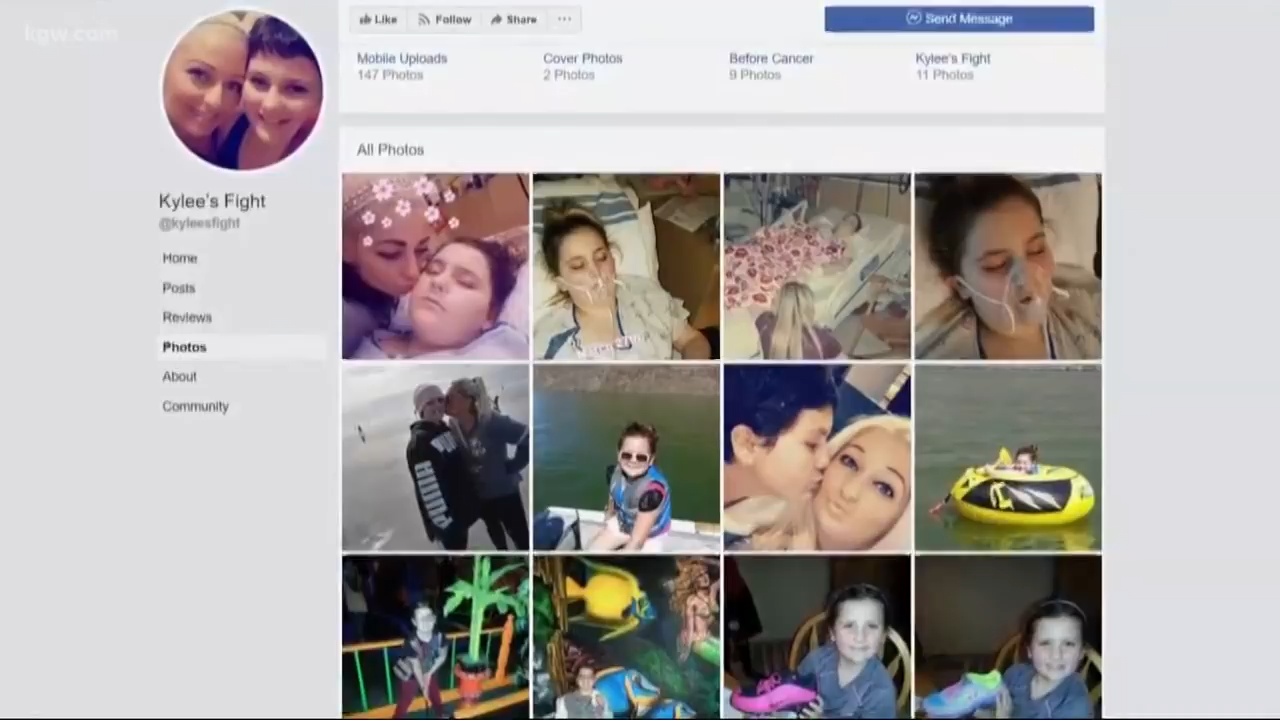 kgw.com
Like
Follow
Share
Send Message
Mobile Uploads
147 Photos
Cover Photos
2 Photos
Before Cancer
9 Photos
Kylee's Fight
11 Photos
All Photos
Kylee's Fight
@kyleesfight
Home
Posts
Reviews
Photos
About
Community
PUMA